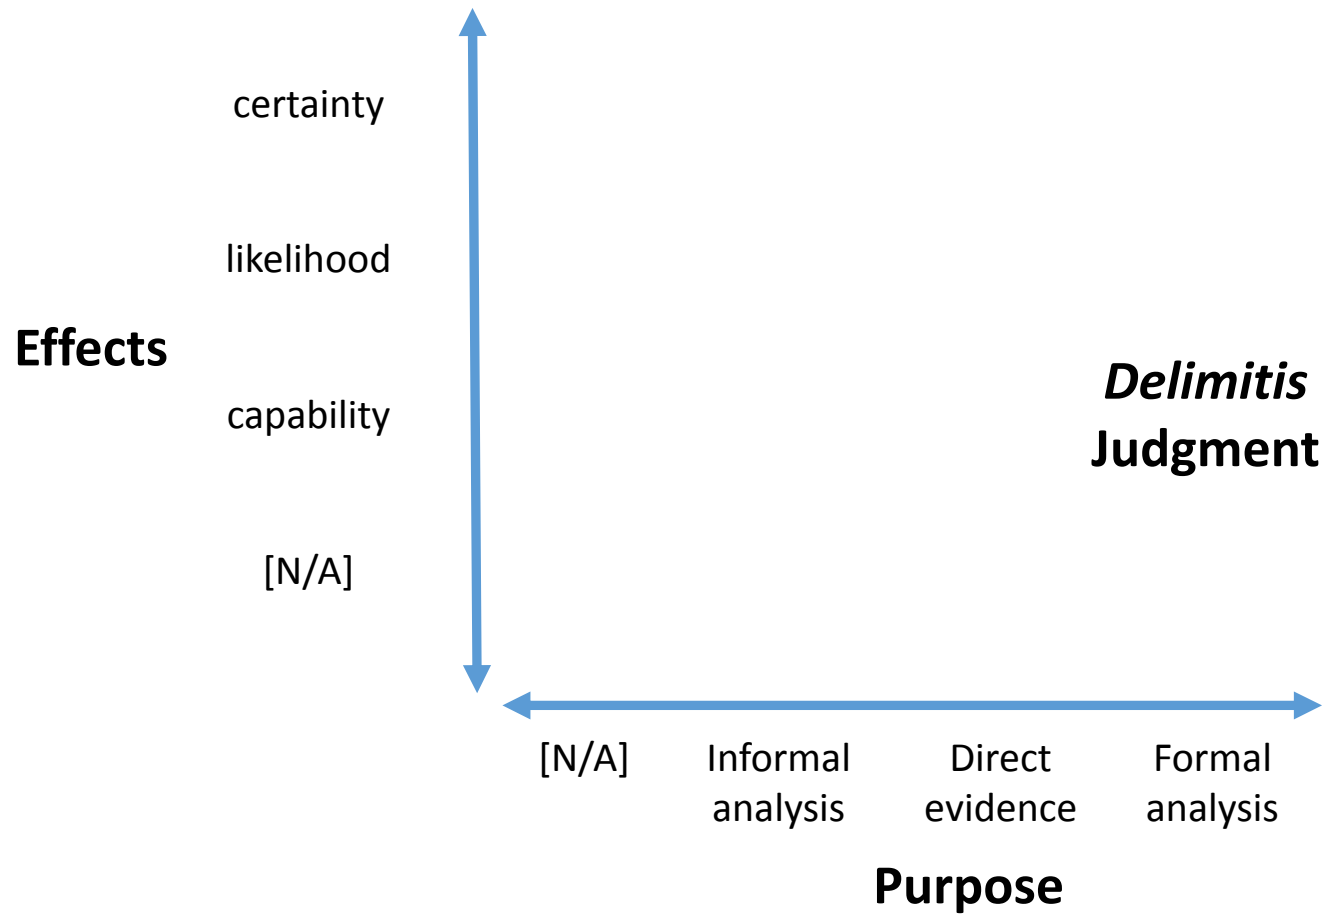 certainty
likelihood
Effects
Delimitis
Judgment
capability
[N/A]
[N/A]
Informal
analysis
Direct
evidence
Formal
analysis
Purpose